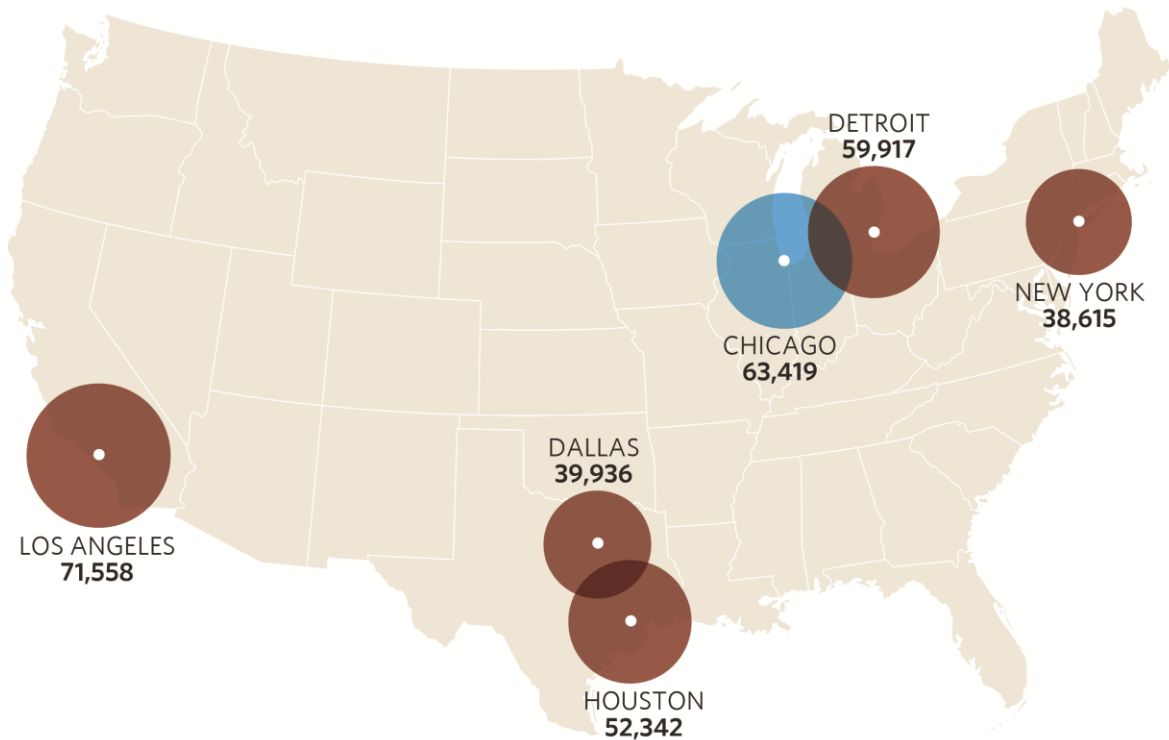 DETROIT
59,917
NEW YORK
38,615
CHICAGO
63,419
DALLAS
39,936
LOS ANGELES
71,558
HOUSTON
52,342